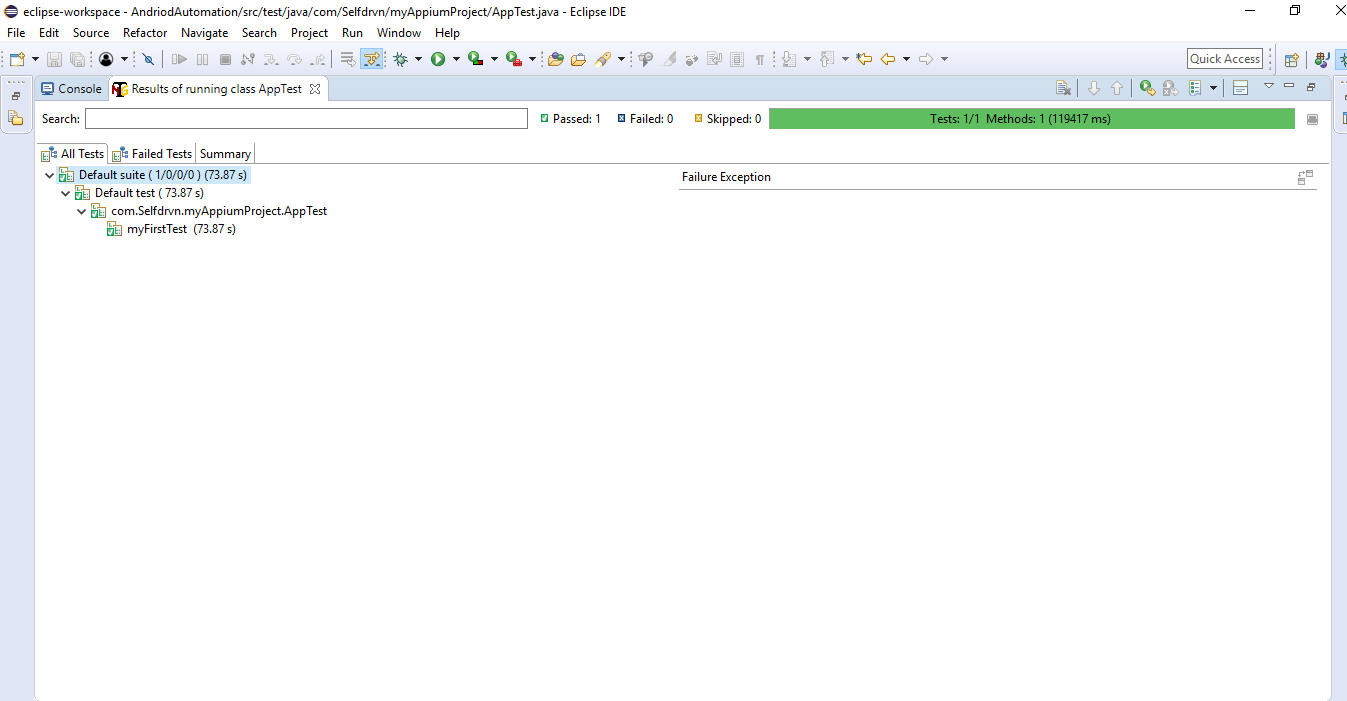 eclipse-workspace - AndriodAutomation/src/test/java/com/Selfdrvn/myAppiumProject/AppTest.java - Eclipse IDE
File Edit Source Refactor Navigate Search Project Run Window Help
Quick Access
Console Results of running class AppTest
Search: Passed: 1 Failed: 0 Skipped: 0 Tests: 1/1 Methods: 1 (119417 ms)
All Tests Failed Tests Summary
Default suite ( 1/0/0/0 ) (73.87 s) Failure Exception
Default test ( 73.87 s)
com.Selfdrvn.myAppiumProject.AppTest
myFirstTest (73.87 s)